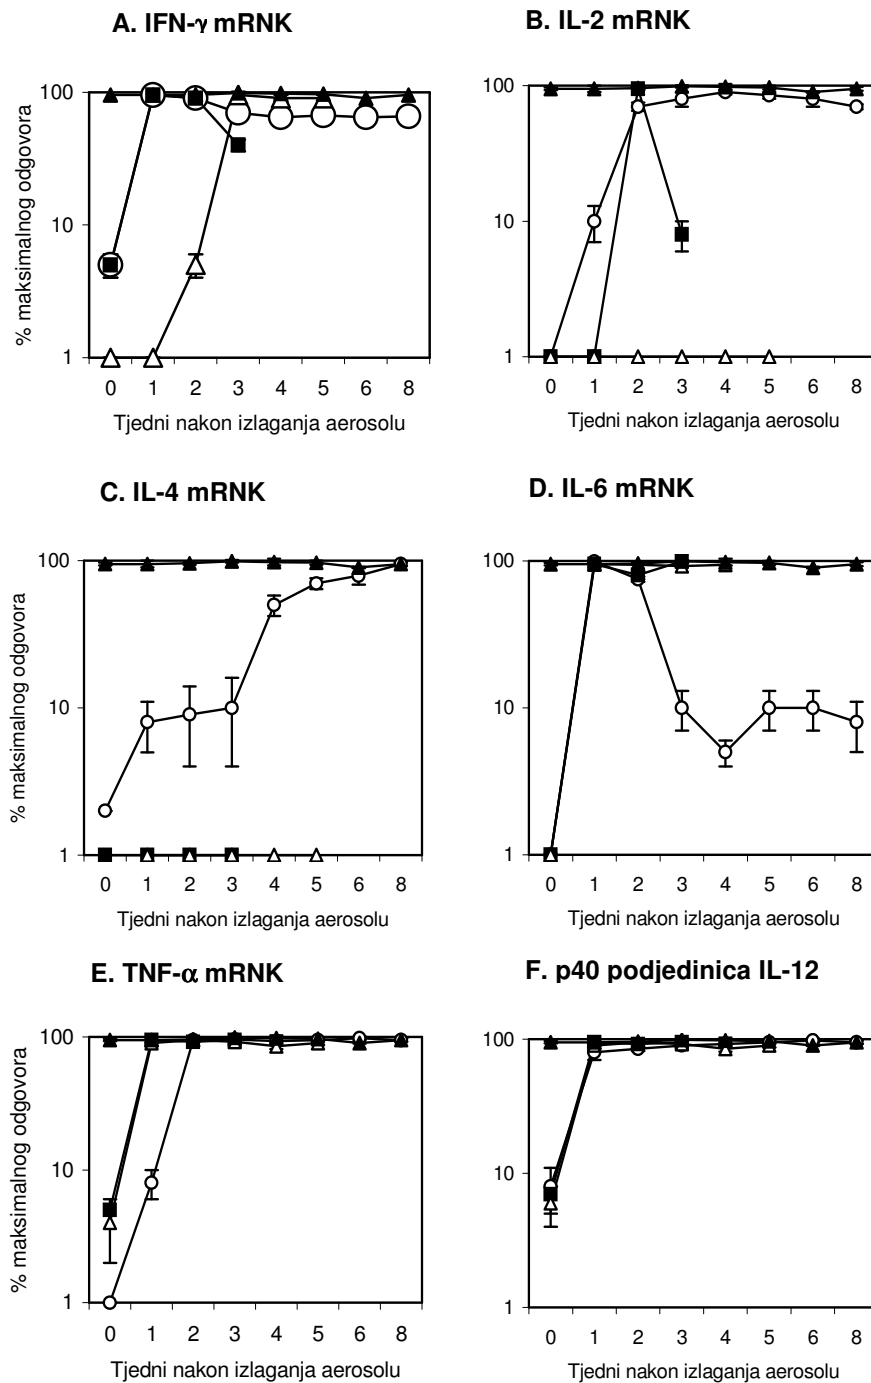 A. IFN-γ mRNK
% maksimalnog odgovora
100
10
1
0 1 2 3 4 5 6 8
Tjedni nakon izlaganja aerosolu
B. IL-2 mRNK
100
10
1
0 1 2 3 4 5 6 8
Tjedni nakon izlaganja aerosolu
C. IL-4 mRNK
% maksimalnog odgovora
100
10
1
0 1 2 3 4 5 6 8
Tjedni nakon izlaganja aerosolu
D. IL-6 mRNK
100
10
1
0 1 2 3 4 5 6 8
Tjedni nakon izlaganja aerosolu
E. TNF-α mRNK
% maksimalnog odgovora
100
10
1
0 1 2 3 4 5 6 8
Tjedni nakon izlaganja aerosolu
F. p40 podjedinica IL-12
100
10
1
0 1 2 3 4 5 6 8
Tjedni nakon izlaganja aerosolu